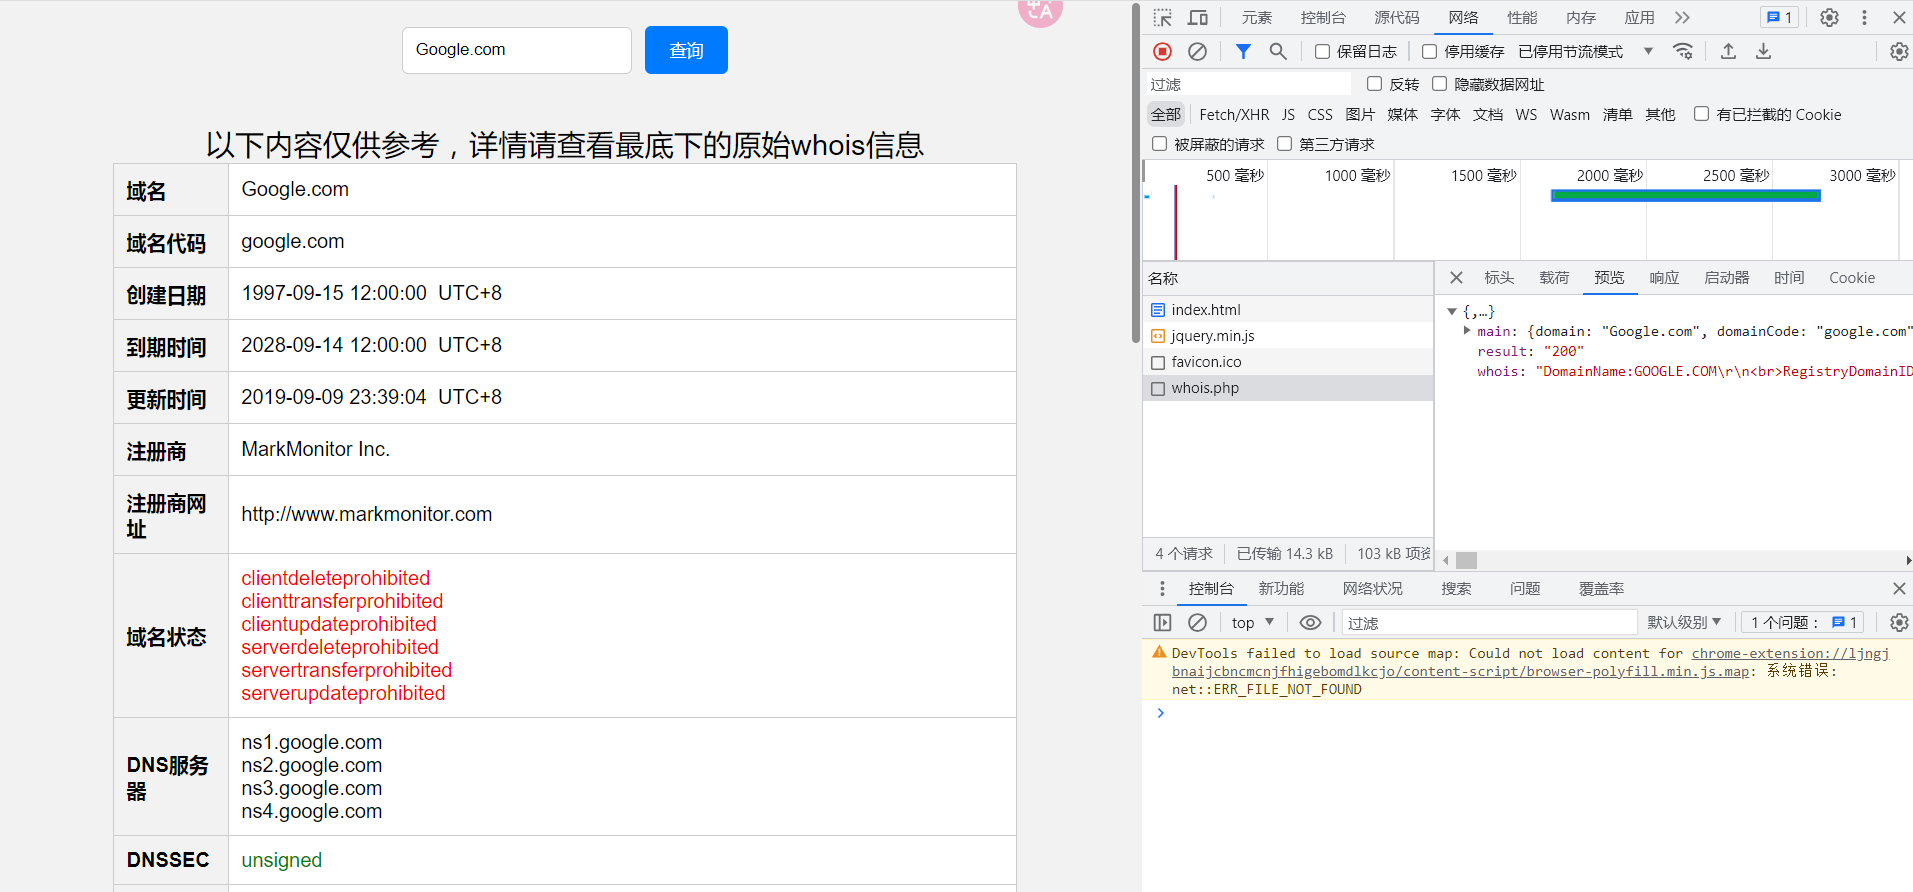 Google.com
查询
以下内容仅供参考，详情请查看最底下的原始whois信息
域名
Google.com
域名代码
google.com
创建日期
1997-09-15 12:00:00 UTC+8
到期时间
2028-09-14 12:00:00 UTC+8
更新时间
2019-09-09 23:39:04 UTC+8
注册商
MarkMonitor Inc.
注册商网
址
http://www.markmonitor.com
域名状态
clientdeleteprohibited
clienttransferprohibited
clientupdateprohibited
serverdeleteprohibited
servertransferprohibited
serverupdateprohibited
DNS服务
器
ns1.google.com
ns2.google.com
ns3.google.com
ns4.google.com
DNSSEC
unsigned
元素 控制台 源代码 网络 性能 内存 应用 1
保留日志 停用缓存 已停用节流模式
过滤 反转 隐藏数据网址
全部 Fetch/XHR JS CSS 图片 媒体 字体 文档 WS Wasm 清单 其他 有已拦截的 Cookie
被屏蔽的请求 第三方请求
500 毫秒 1000 毫秒 1500 毫秒 2000 毫秒 2500 毫秒 3000 毫秒
名称
index.html
jquery.min.js
favicon.ico
whois.php
4 个请求 已传输 14.3 kB 103 kB 项资
标头 载荷 预览 响应 启动器 时间 Cookie
{,…}
main: {domain: "Google.com", domainCode: "google.com"
result: "200"
whois: "DomainName:GOOGLE.COM\r\n<br>RegistryDomainID
控制台 新功能 网络状况 搜索 问题 覆盖率
top 过滤 默认级别 1 个问题： 1
DevTools failed to load source map: Could not load content for chrome-extension://ljngj
bnaijcbncmcnjfhigebomdlkcjo/content-script/browser-polyfill.min.js.map: 系统错误:
net::ERR_FILE_NOT_FOUND